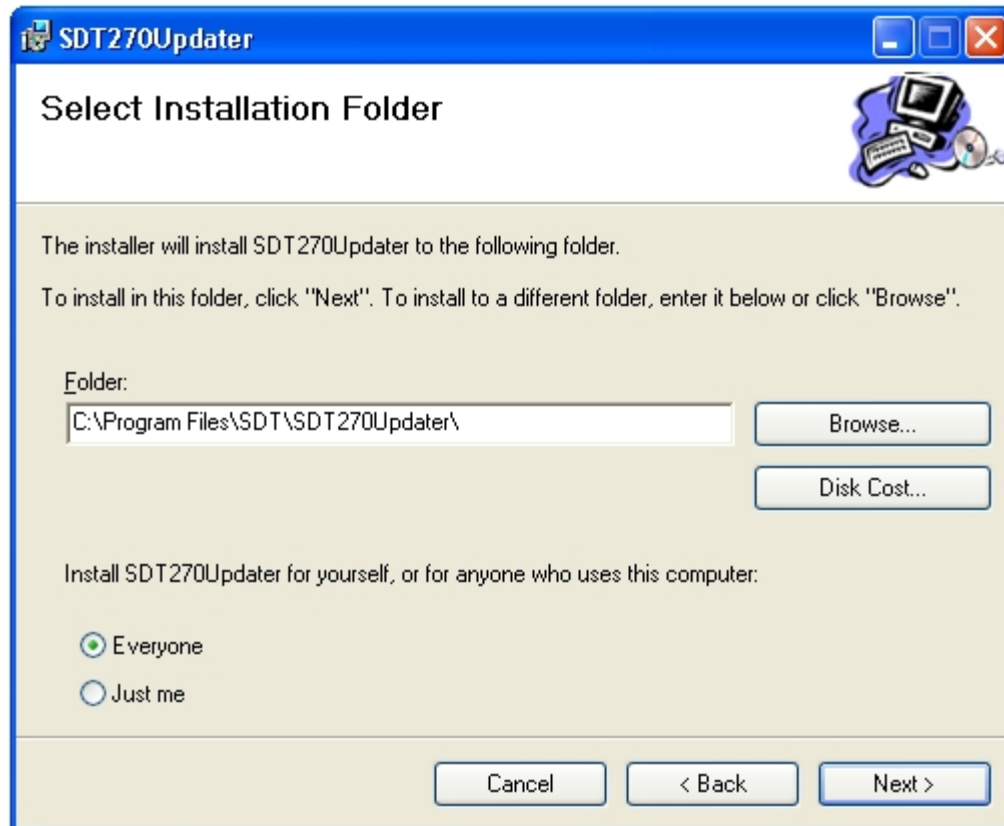 SDT270Updater
Select Installation Folder
The installer will install SDT270Updater to the following folder.
To install in this folder, click "Next". To install to a different folder, enter it below or click "Browse".
Folder:
C:\Program Files\SDT\SDT270Updater\
Browse...
Disk Cost...
Install SDT270Updater for yourself, or for anyone who uses this computer:
Everyone
Just me
Cancel
< Back
Next >